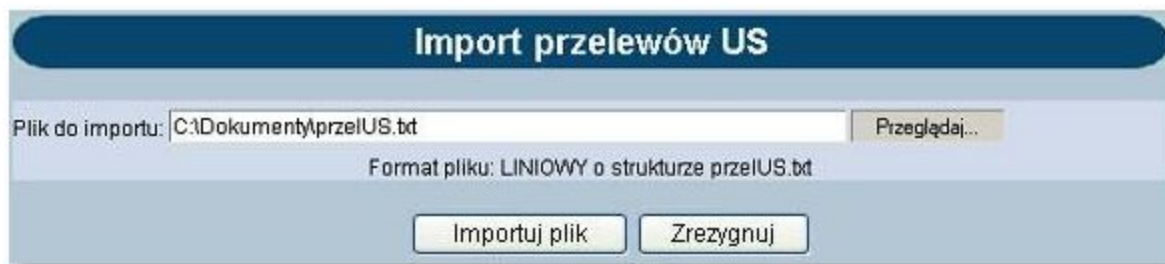 Import przelewów US
Plik do importu: C:\Dokumenty\przelUS.txt Przeglądaj...
Format pliku: LINIOWY o strukturze przelUS.txt
Importuj plik Zrezygnuj